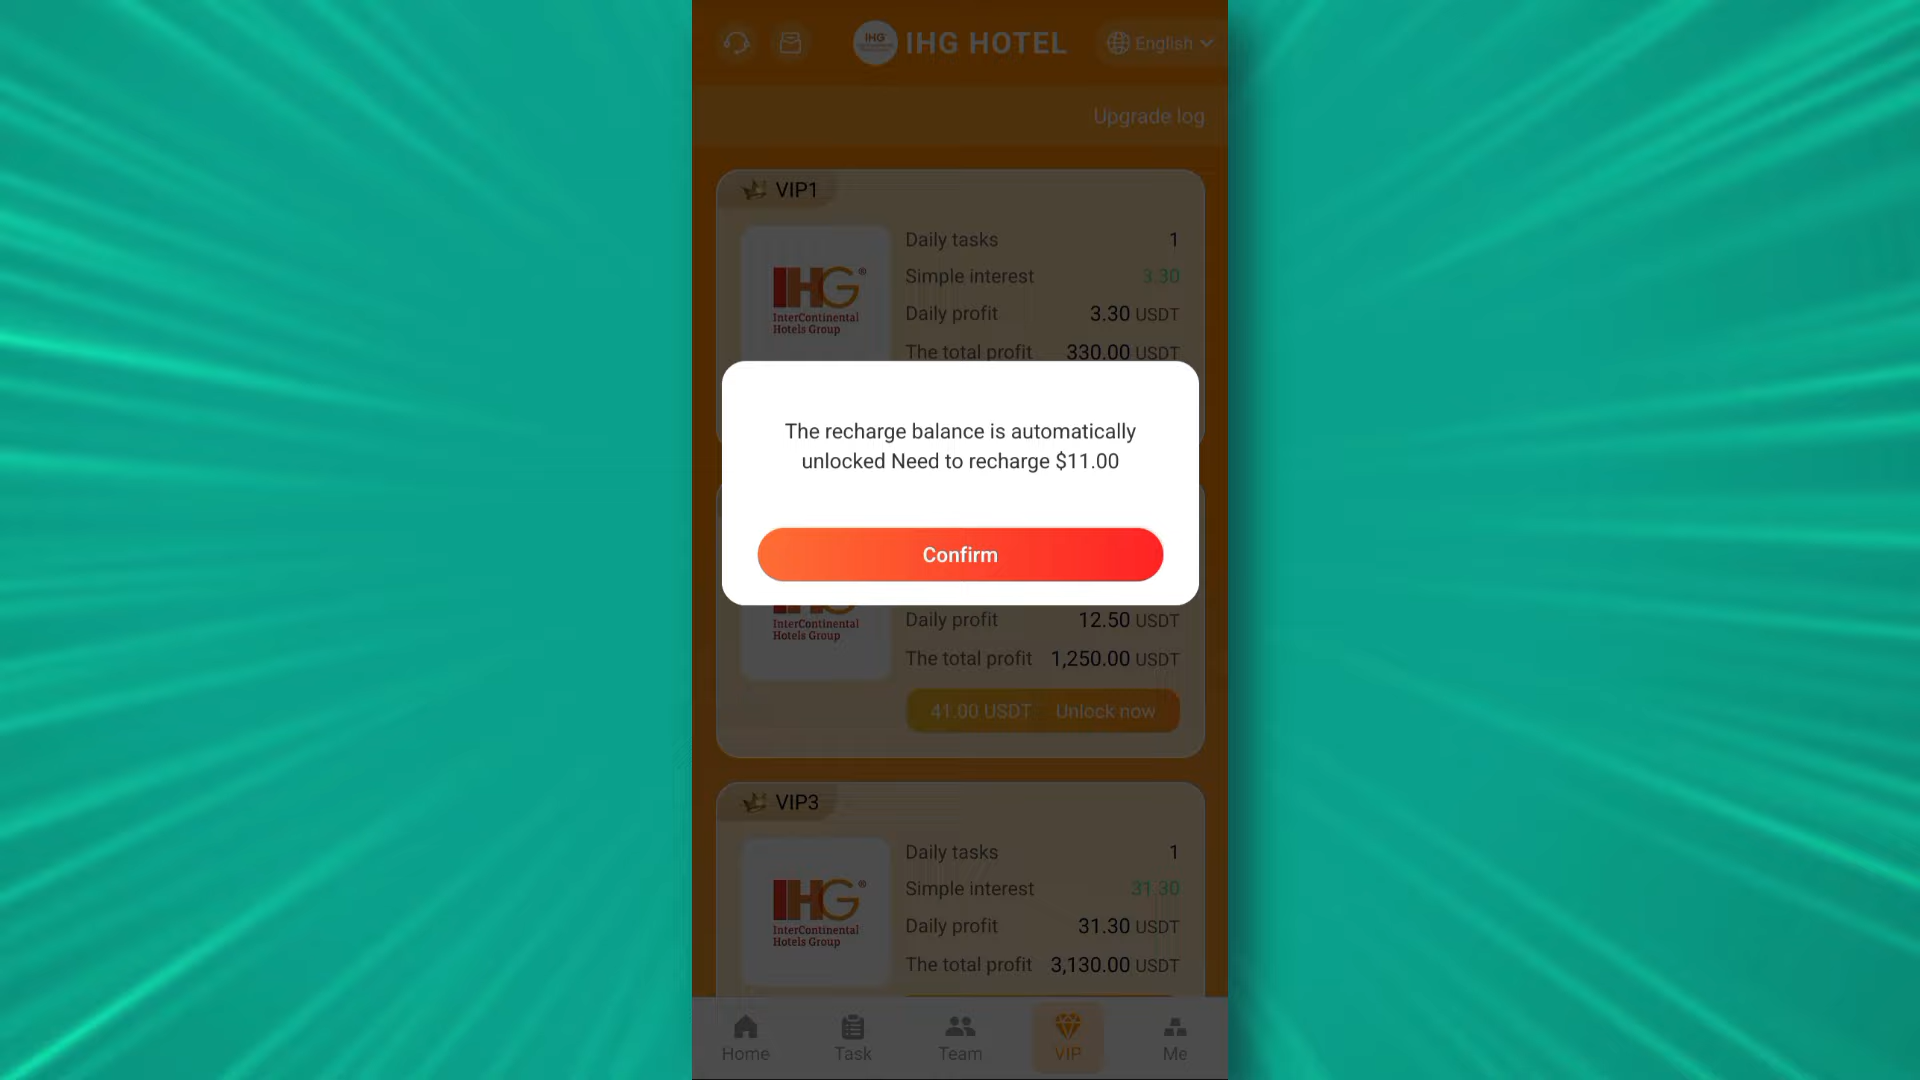 IHG
IHG HOTEL
English
Upgrade log
VIP1
IHG®
InterContinental
Hotels Group
Daily tasks 1
Simple interest 3.30
Daily profit 3.30 USDT
The total profit 330.00 USDT
The recharge balance is automatically
unlocked Need to recharge $11.00
Confirm
InterContinental
Hotels Group
Daily profit 12.50 USDT
The total profit 1,250.00 USDT
41.00 USDT Unlock now
VIP3
IHG®
InterContinental
Hotels Group
Daily tasks 1
Simple interest 31.30
Daily profit 31.30 USDT
The total profit 3,130.00 USDT
Home Task Team VIP Me